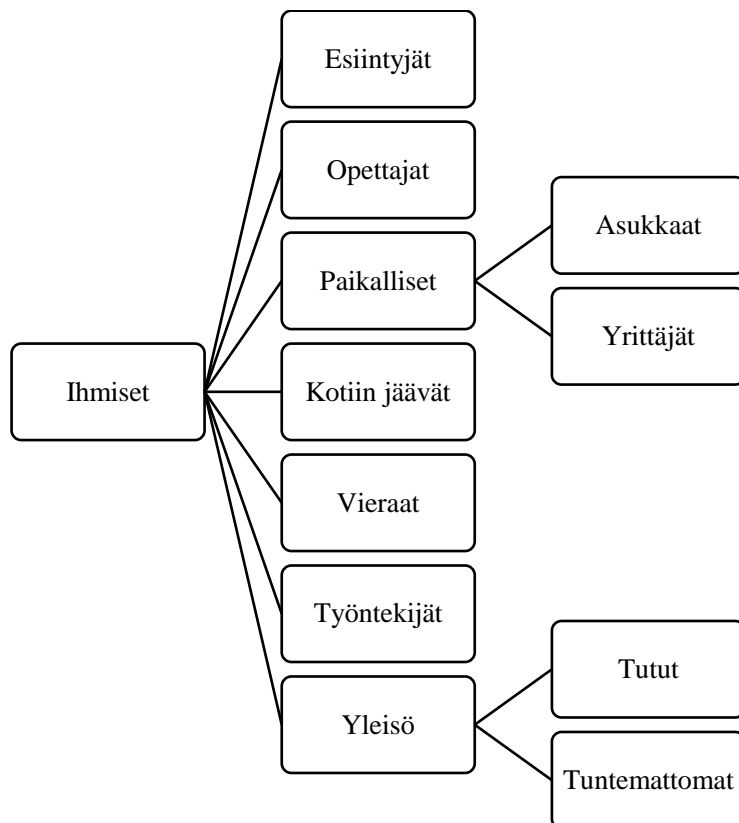 Ihmiset
Esiintyjät
Opettajat
Paikalliset
Asukkaat
Yrittäjät
Kotiin jäävät
Vieraat
Työntekijät
Yleisö
Tutut
Tuntemattomat